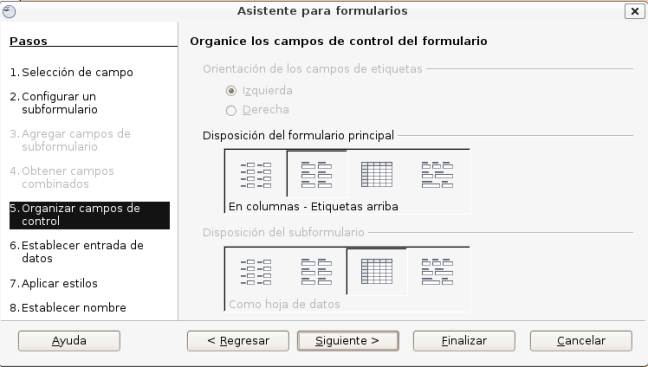 Asistente para formularios
Pasos
1. Selección de campo
2. Configurar un
subformulario
3. Agregar campos de
subformulario
4. Obtener campos
combinados
5. Organizar campos de
control
6. Establecer entrada de
datos
7. Aplicar estilos
8. Establecer nombre
Organice los campos de control del formulario
Orientación de los campos de etiquetas
Izquierda
Derecha
Disposición del formulario principal
En columnas - Etiquetas arriba
Disposición del subformulario
Como hoja de datos
Ayuda
< Regresar
Siguiente >
Finalizar
Cancelar